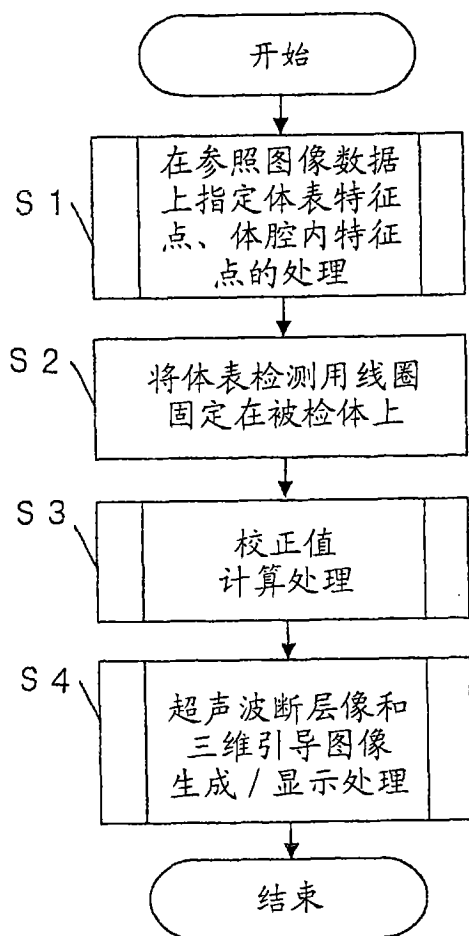 开始
S 1
在参照图像数据
上指定体表特征
点、体腔内特征
点的处理
S 2
将体表检测用线圈
固定在被检体上
S 3
校正值
计算处理
S 4
超声波断层像和
三维引导图像
生成/显示处理
结束